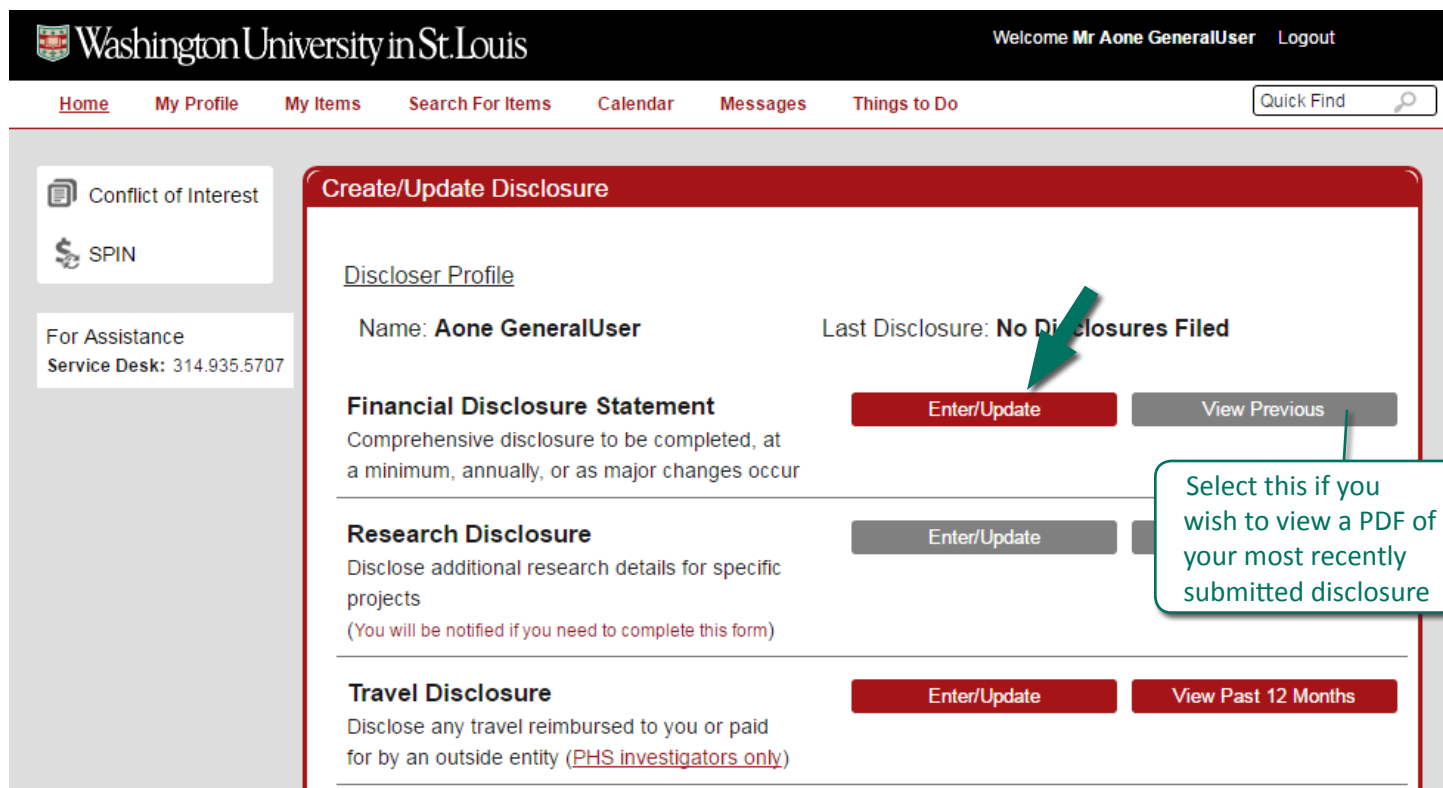 Washington University in St. Louis
Welcome Mr Aone GeneralUser Logout
Home My Profile My Items Search For Items Calendar Messages Things to Do Quick Find
Conflict of Interest
SPIN
For Assistance
Service Desk: 314.935.5707
Create/Update Disclosure
Discloser Profile
Name: Aone GeneralUser Last Disclosure: No Disclosures Filed
Financial Disclosure Statement
Enter/Update View Previous
Comprehensive disclosure to be completed, at
a minimum, annually, or as major changes occur
Select this if you
wish to view a PDF of
your most recently
submitted disclosure
Research Disclosure
Enter/Update
Disclose additional research details for specific
projects
(You will be notified if you need to complete this form)
Travel Disclosure
Enter/Update View Past 12 Months
Disclose any travel reimbursed to you or paid
for by an outside entity (PHS investigators only)